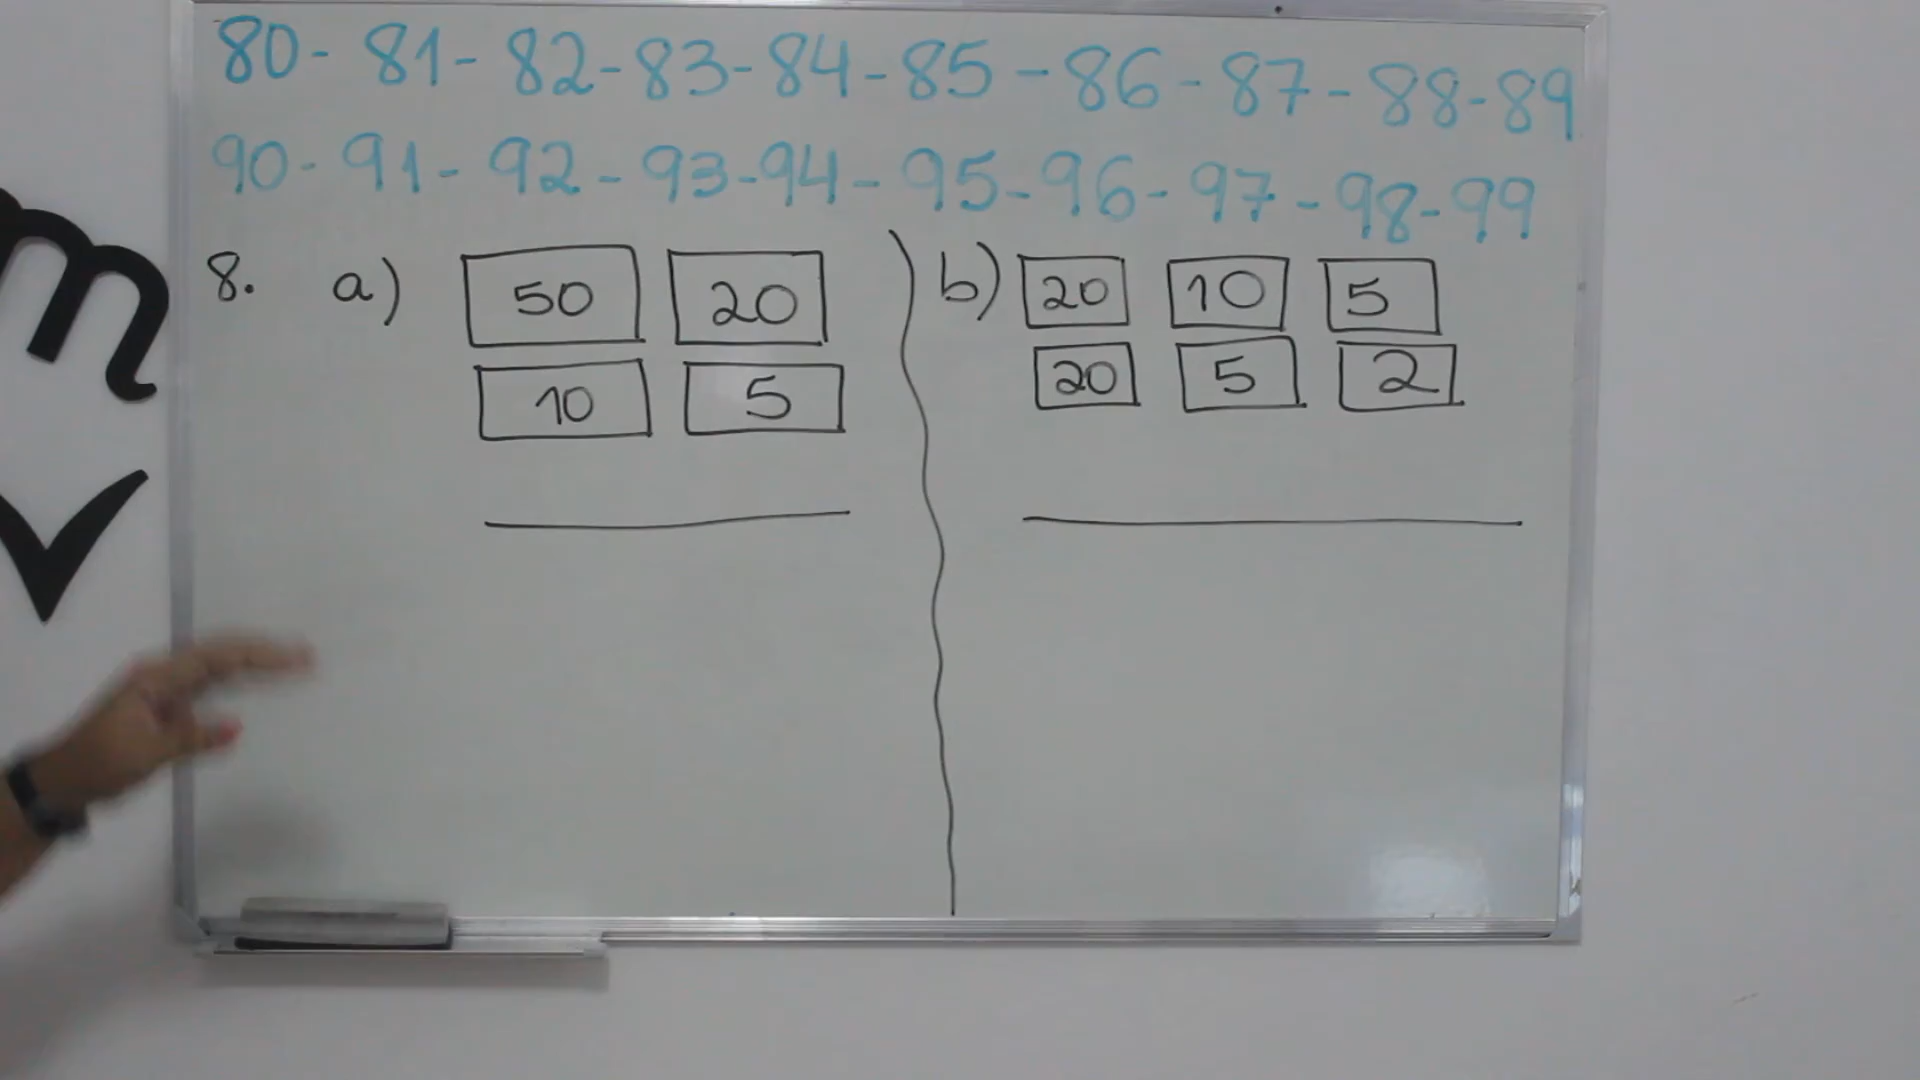 80 - 81 - 82 - 83 - 84 - 85 - 86 - 87 - 88 - 89
90 - 91 - 92 - 93 - 94 - 95 - 96 - 97 - 98 - 99
8. a) 50 20
10 5
b) 20 10 5
20 5 2
m